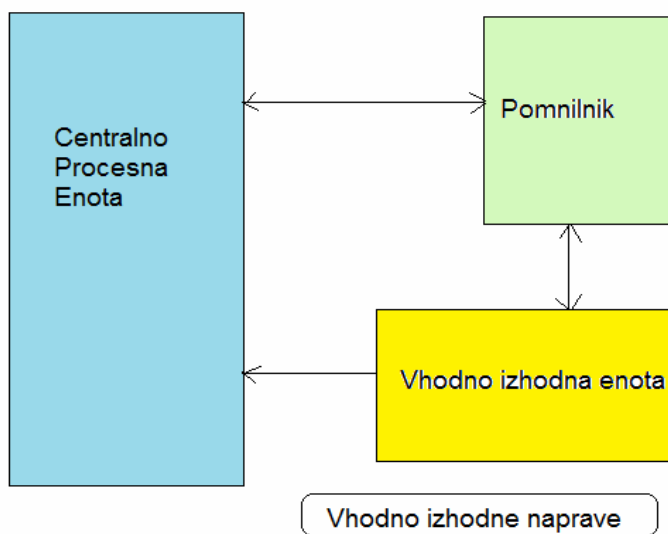 Centralno
Procesna
Enota
Pomnilnik
Vhodno izhodna enota
Vhodno izhodne naprave